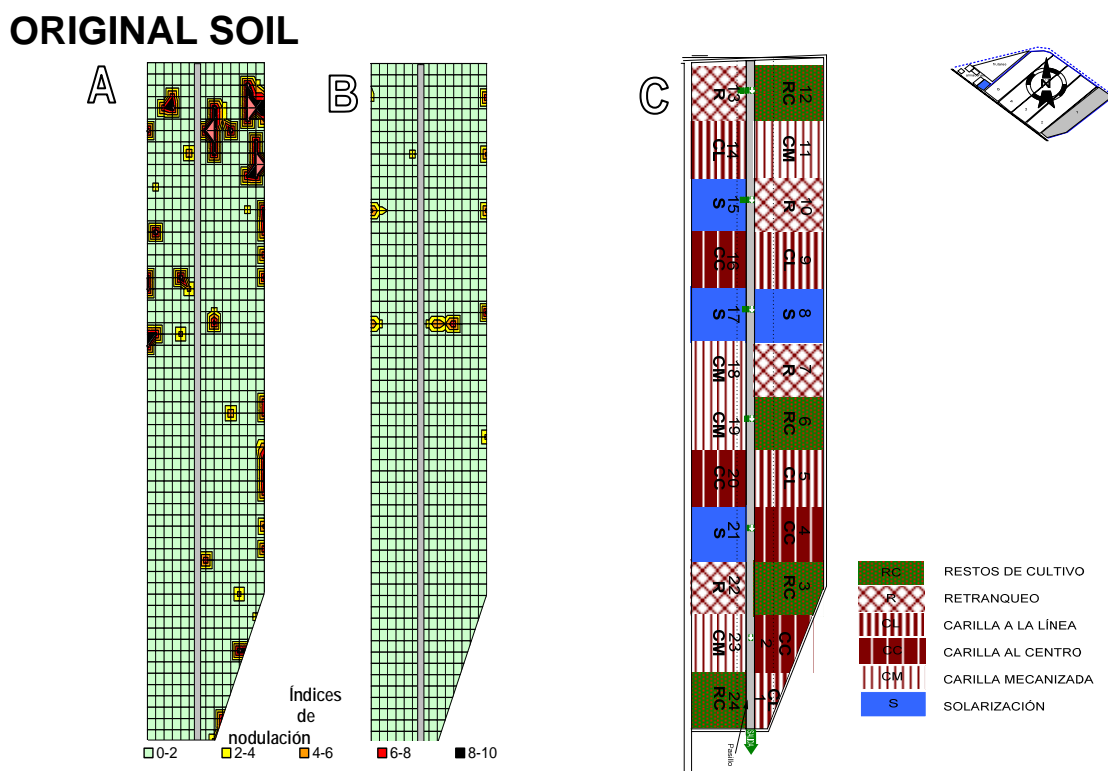 ORIGINAL SOIL
A
B
C
R 13
RC 12
CL 14
CM 11
S 15
R 10
CC 16
CL 9
S 17
S 8
CM 18
R 7
CM 19
RC 6
CC 20
CL 5
S 21
CC 4
R 22
RC 3
CM 23
CC 2
RC 24
CL 1
Pasillo
N
Índices
de
nodulación
0-2 2-4 4-6 6-8 8-10
RC RESTOS DE CULTIVO
R RETRANQUEO
CL CARILLA A LA LÍNEA
CC CARILLA AL CENTRO
CM CARILLA MECANIZADA
S SOLARIZACIÓN